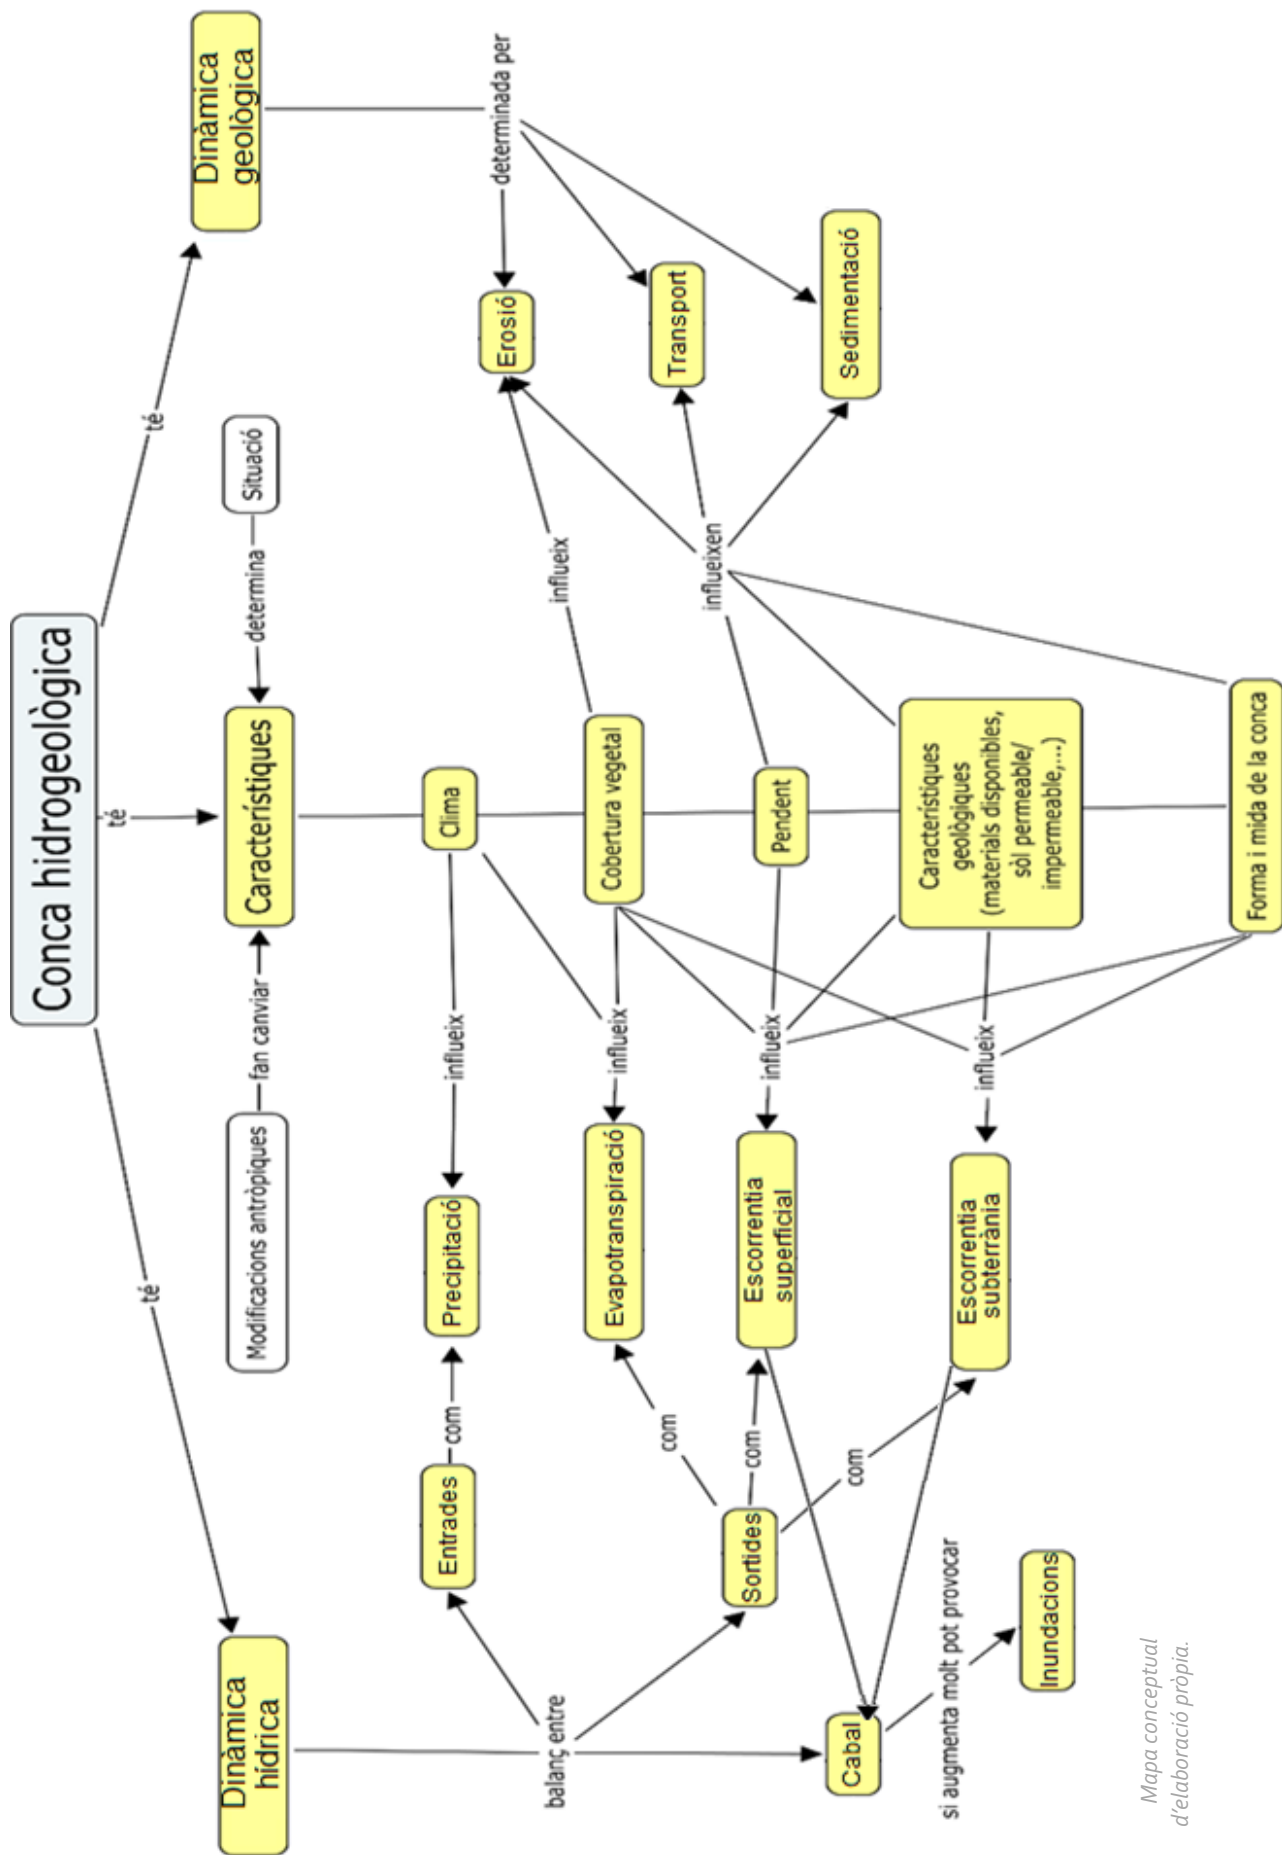 Conca hidrogeològica
té
té
té
Dinàmica
hídrica
Modificacions antròpiques
fan canviar
Característiques
determina
Situació
Dinàmica
geològica
balanç entre
Entrades
com
Precipitació
influeix
Clima
Evapotranspiració
influeix
Cobertura vegetal
influeix
Erosió
determinada per
Sortides
com
com
com
Escorrentia
superficial
influeix
Pendent
influeixen
Transport
Cabal
Característiques
geològiques
(materials disponibles,
sòl permeable/
impermeable,...)
Sedimentació
si augmenta molt pot provocar
Inundacions
Escorrentia
subterrània
influeix
Forma i mida de la conca
Mapa conceptual
d'elaboració pròpia.